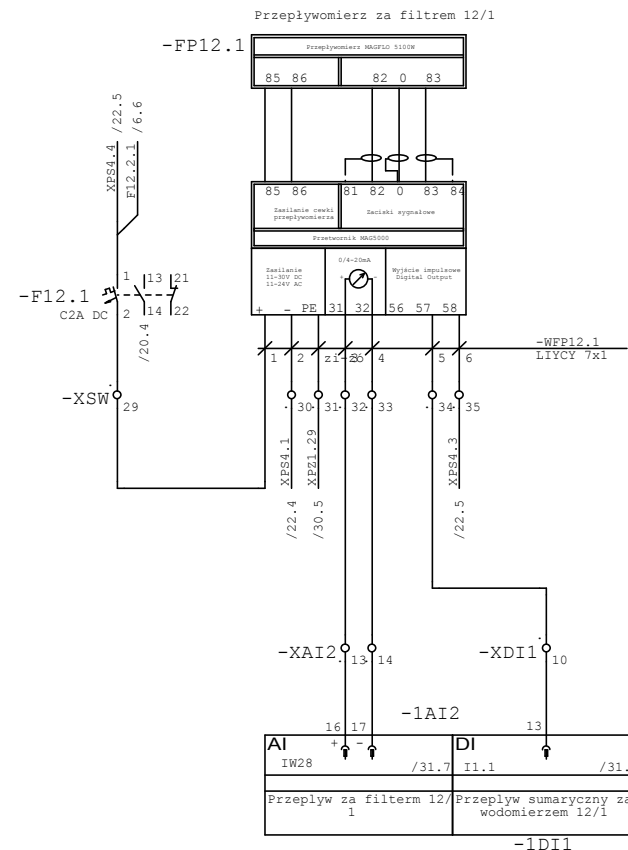 Przepływomierz za filtrem 12/1
-FP12.1
Przepływomierz MAGFLO 5100W
85 86 82 0 83
XPS4.4 /22.5
F12.2.1 /6.6
85 86 81 82 0 83 84
Zasilanie cewki
przepływomierza
Zaciski sygnałowe
Przetwornik MAG5000
Zasilanie
11-30V DC
11-24V AC
0/4-20mA
+ -
Wyjście impulsowe
Digital Output
+ - PE 31 32 56 57 58
-F12.1
C2A DC
1 13 21
2 14 22
/20.4
-WFP12.1
LIYCY 7x1
1 2 zi-żó 3 4 5 6
-XSW
29 30 31 32 33 34 35
XPS4.1 /22.4
XPZ1.29 /30.5
XPS4.3 /22.5
-XAI2
13 14
-XDI1
10
-1AI2
16 17 13
AI
+ -
DI
IW28 /31.7
I1.1 /31.
Przeplyw za filterm 12/
1
Przeplyw sumaryczny za
wodomierzem 12/1
-1DI1